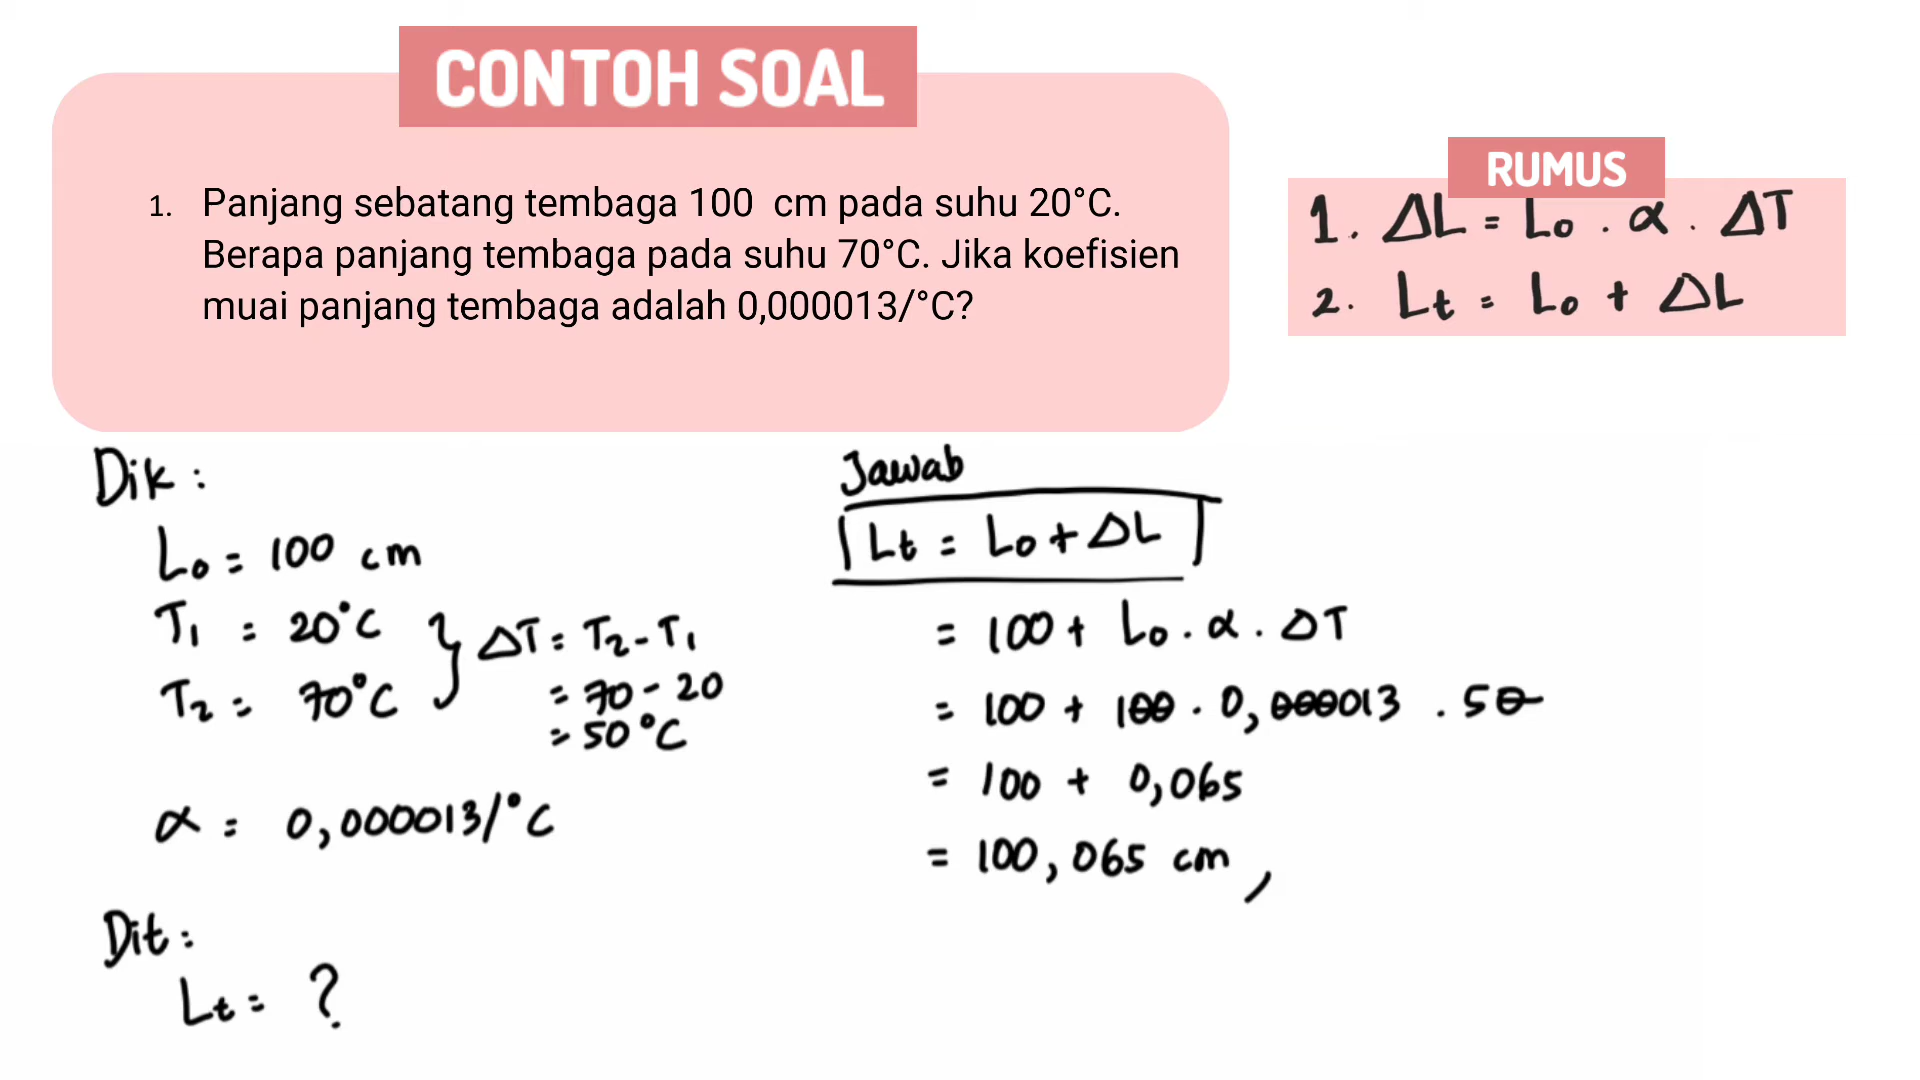 CONTOH SOAL
1. Panjang sebatang tembaga 100 cm pada suhu 20°C.
Berapa panjang tembaga pada suhu 70°C. Jika koefisien
muai panjang tembaga adalah 0,000013/°C?
RUMUS
1. ΔL = Lo . α . ΔT
2. Lt = Lo + ΔL
Dik :
Lo = 100 cm
T1 = 20°C
T2 = 70°C
} ΔT = T2 - T1
= 70 - 20
= 50°C
α = 0,000013/°C
Dit :
Lt = ?
Jawab
Lt = Lo + ΔL
= 100 + Lo . α . ΔT
= 100 + 100 . 0,000013 . 50
= 100 + 0,065
= 100,065 cm ,